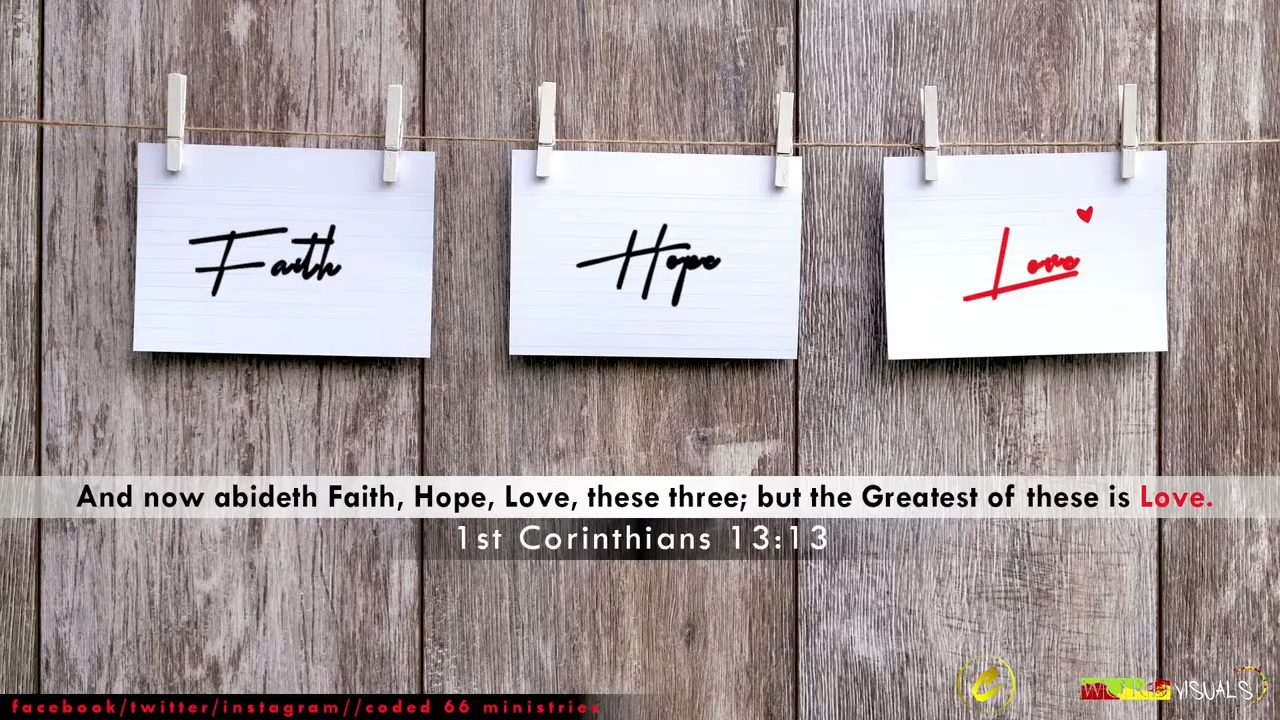 Faith
Hope
Love
And now abideth Faith, Hope, Love, these three; but the Greatest of these is Love.
1st Corinthians 13:13
e
WORD VISUALS
facebook/twitter/instagram//coded 66 ministries